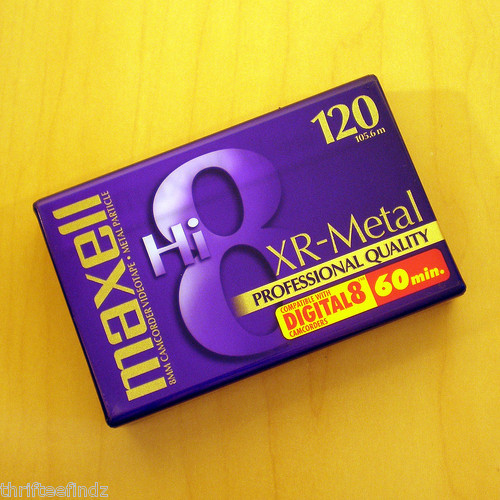 120
105.6 m
maxell
8MM CAMCORDER VIDEOTAPE • METAL PARTICLE
Hi
8
XR-Metal
PROFESSIONAL QUALITY
COMPATIBLE WITH
DIGITAL8
CAMCORDERS
60 min.
thrifteefindz